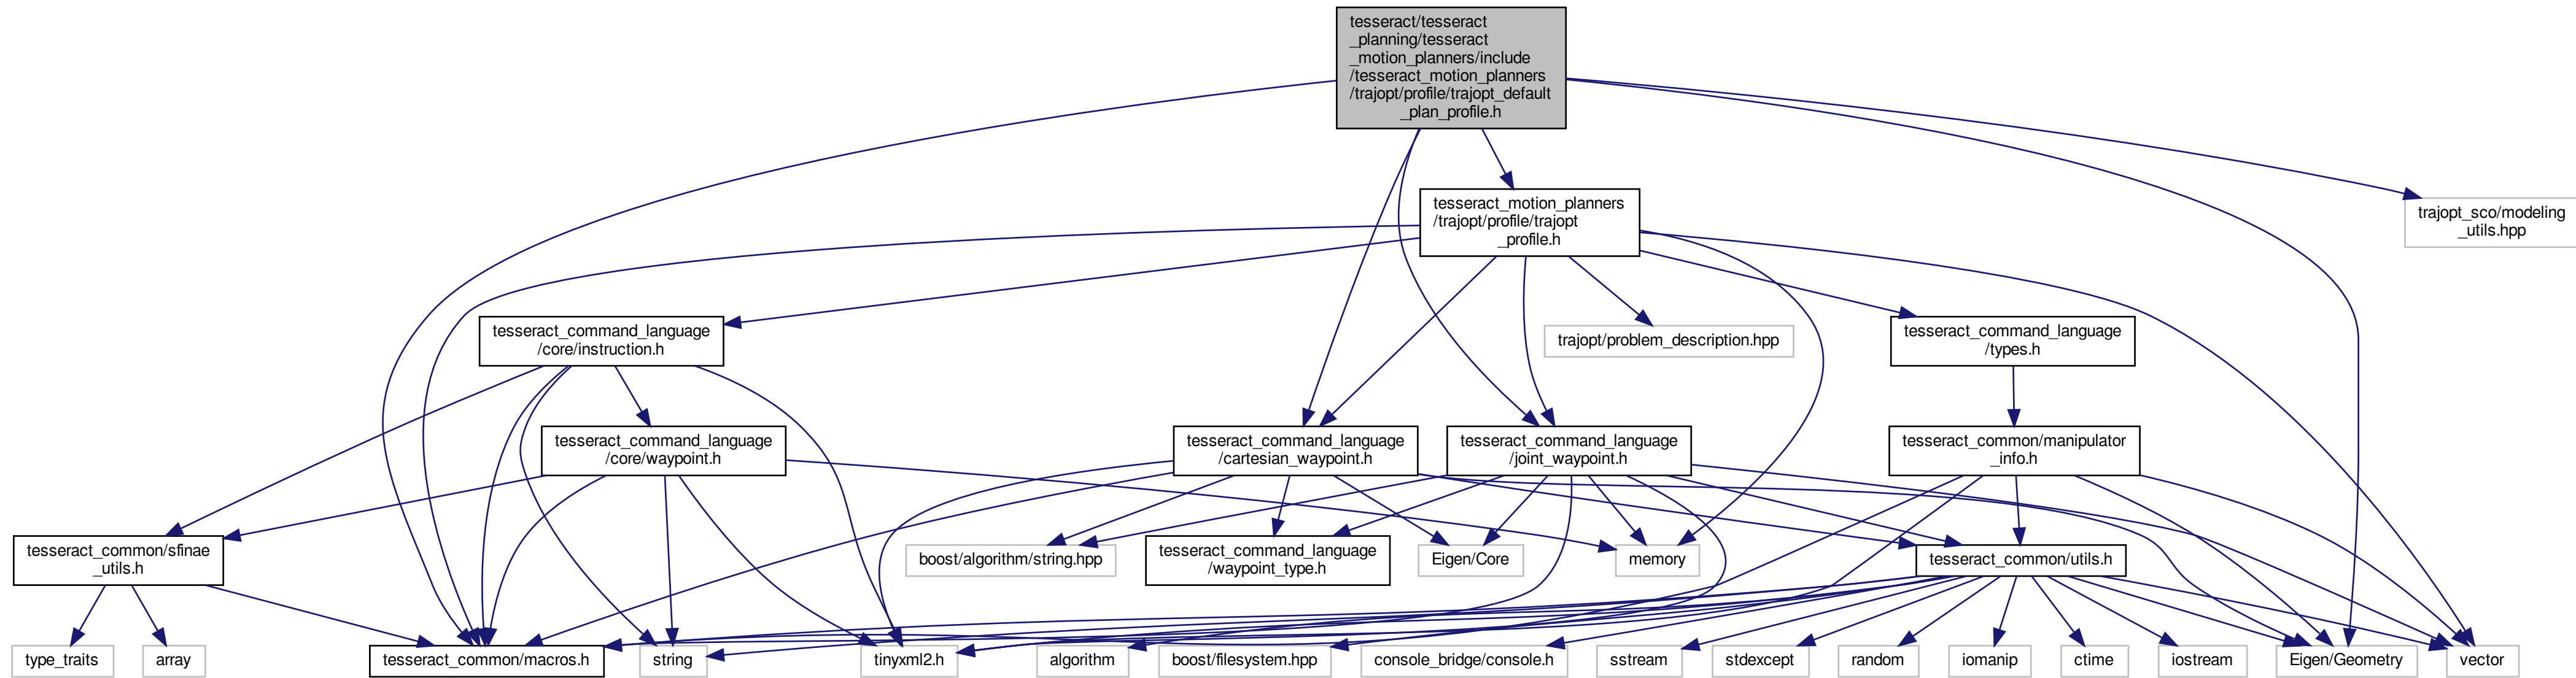 tesseract/tesseract
_planning/tesseract
_motion_planners/include
/tesseract_motion_planners
/trajopt/profile/trajopt_default
_plan_profile.h
tesseract_motion_planners
/trajopt/profile/trajopt
_profile.h
trajopt_sco/modeling
_utils.hpp
tesseract_command_language
/core/instruction.h
trajopt/problem_description.hpp
tesseract_command_language
/types.h
tesseract_command_language
/core/waypoint.h
tesseract_command_language
/cartesian_waypoint.h
tesseract_command_language
/joint_waypoint.h
tesseract_common/manipulator
_info.h
tesseract_common/sfinae
_utils.h
boost/algorithm/string.hpp
tesseract_command_language
/waypoint_type.h
Eigen/Core
memory
tesseract_common/utils.h
type_traits
array
tesseract_common/macros.h
string
tinyxml2.h
algorithm
boost/filesystem.hpp
console_bridge/console.h
sstream
stdexcept
random
iomanip
ctime
iostream
Eigen/Geometry
vector